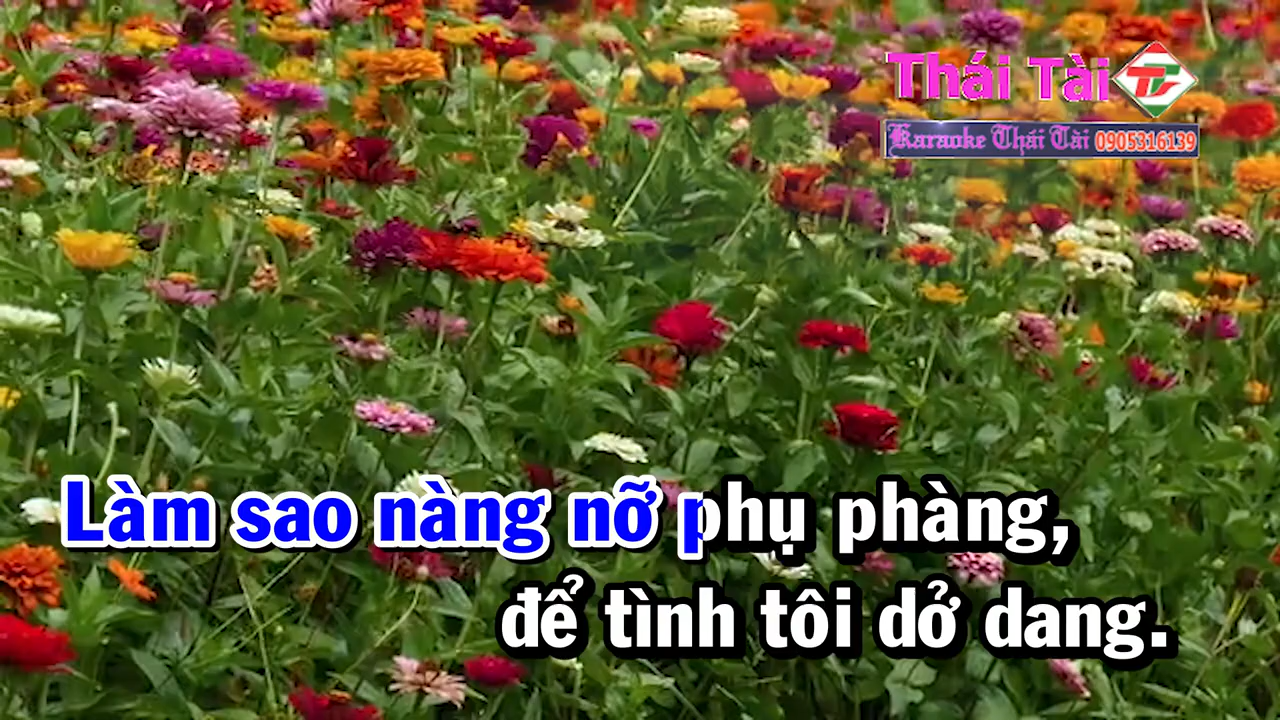 Thái Tài
Karaoke Thái Tài 0905316139
Làm sao nàng nỡ phụ phàng,
để tình tôi dở dang.